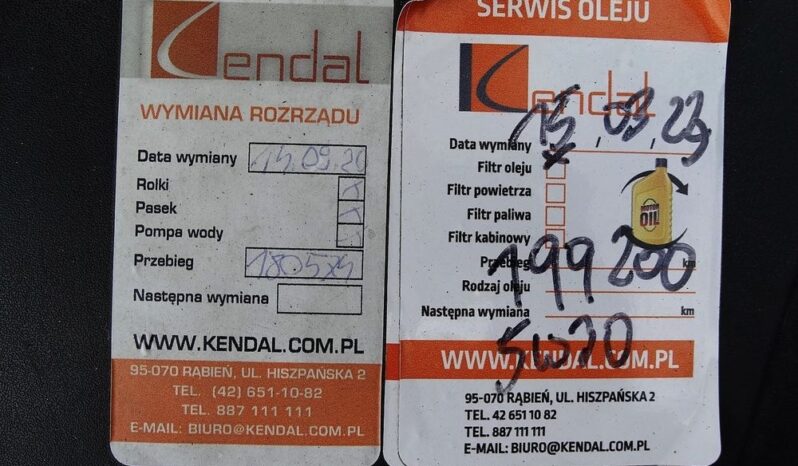 Kendal
WYMIANA ROZRZĄDU
Data wymiany 14.09.20
Rolki x
Pasek x
Pompa wody
Przebieg
Następna wymiana
WWW.KENDAL.COM.PL
95-070 RĄBIEŃ, UL. HISZPAŃSKA 2
TEL. (42) 651-10-82
TEL. 887 111 111
E-MAIL: BIURO@KENDAL.COM.PL
SERWIS OLEJU
Kendal
Data wymiany 15.03.23
Filtr oleju x
Filtr powietrza
Filtr paliwa
Filtr kabinowy
MOTOR
OIL
Przebieg 199200 km
Rodzaj oleju
Następna wymiana km
5W20
WWW.KENDAL.COM.PL
95-070 RĄBIEŃ, UL. HISZPAŃSKA 2
TEL. 42 651 10 82
TEL. 887 111 111
E-MAIL: BIURO@KENDAL.COM.PL